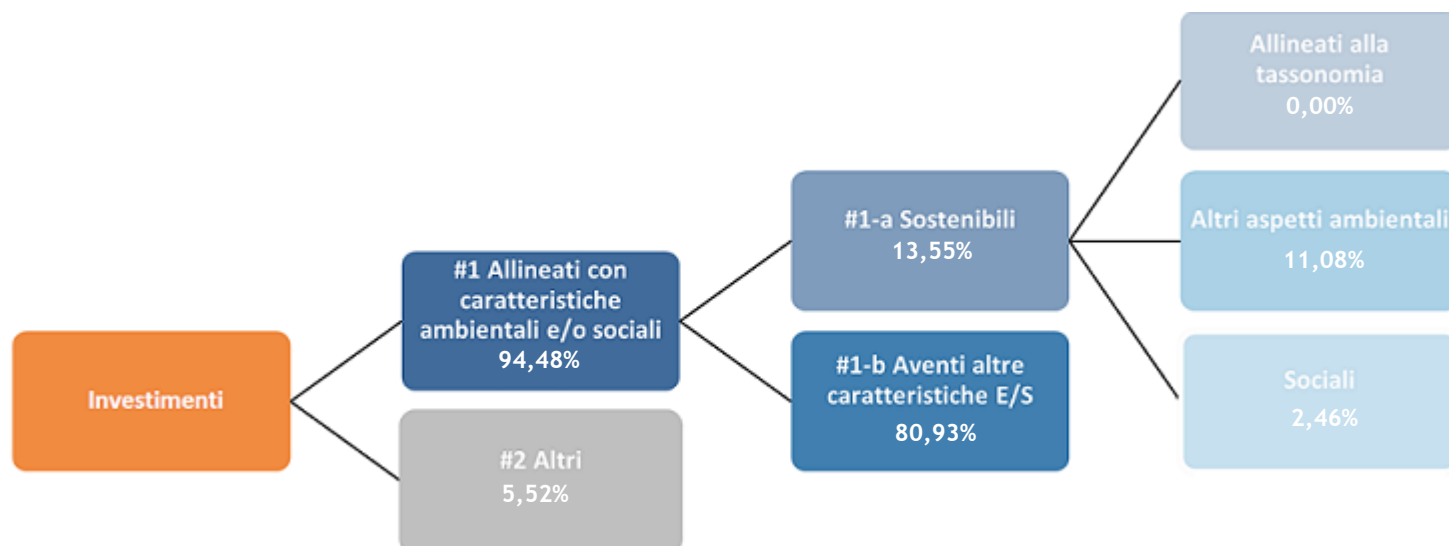 Investimenti
#1 Allineati con
caratteristiche
ambientali e/o sociali
94,48%
#2 Altri
5,52%
#1-a Sostenibili
13,55%
#1-b Aventi altre
caratteristiche E/S
80,93%
Allineati alla
tassonomia
0,00%
Altri aspetti ambientali
11,08%
Sociali
2,46%